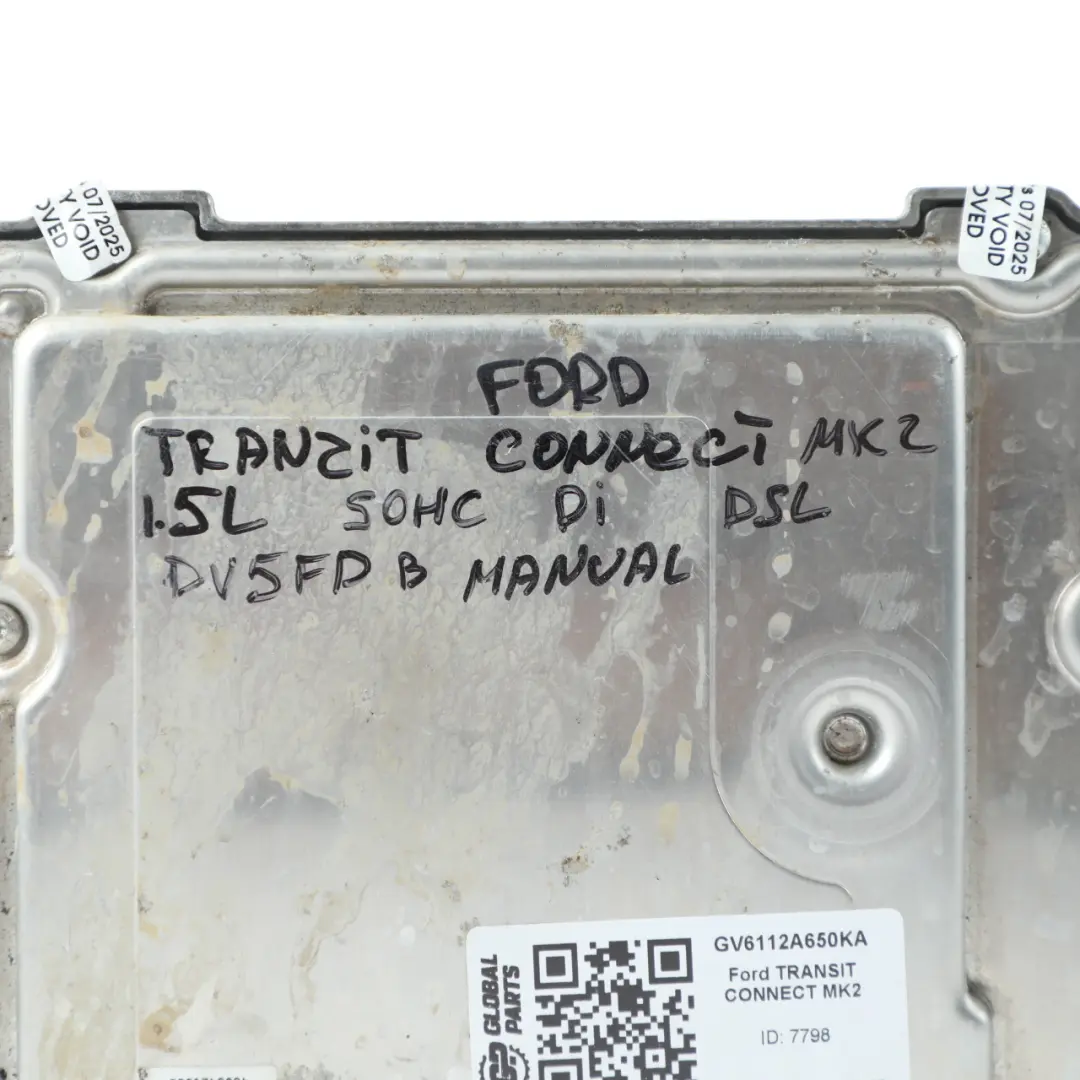 07/2025
TY VOID
OVED
07/2025
TY VOID
OVED
FORD
TRANZIT CONNECT MK2
1.5L SOHC Di DSL
DV5FD B MANUAL
GLOBAL
PARTS
GV6112A650KA
Ford TRANSIT
CONNECT MK2
ID: 7798